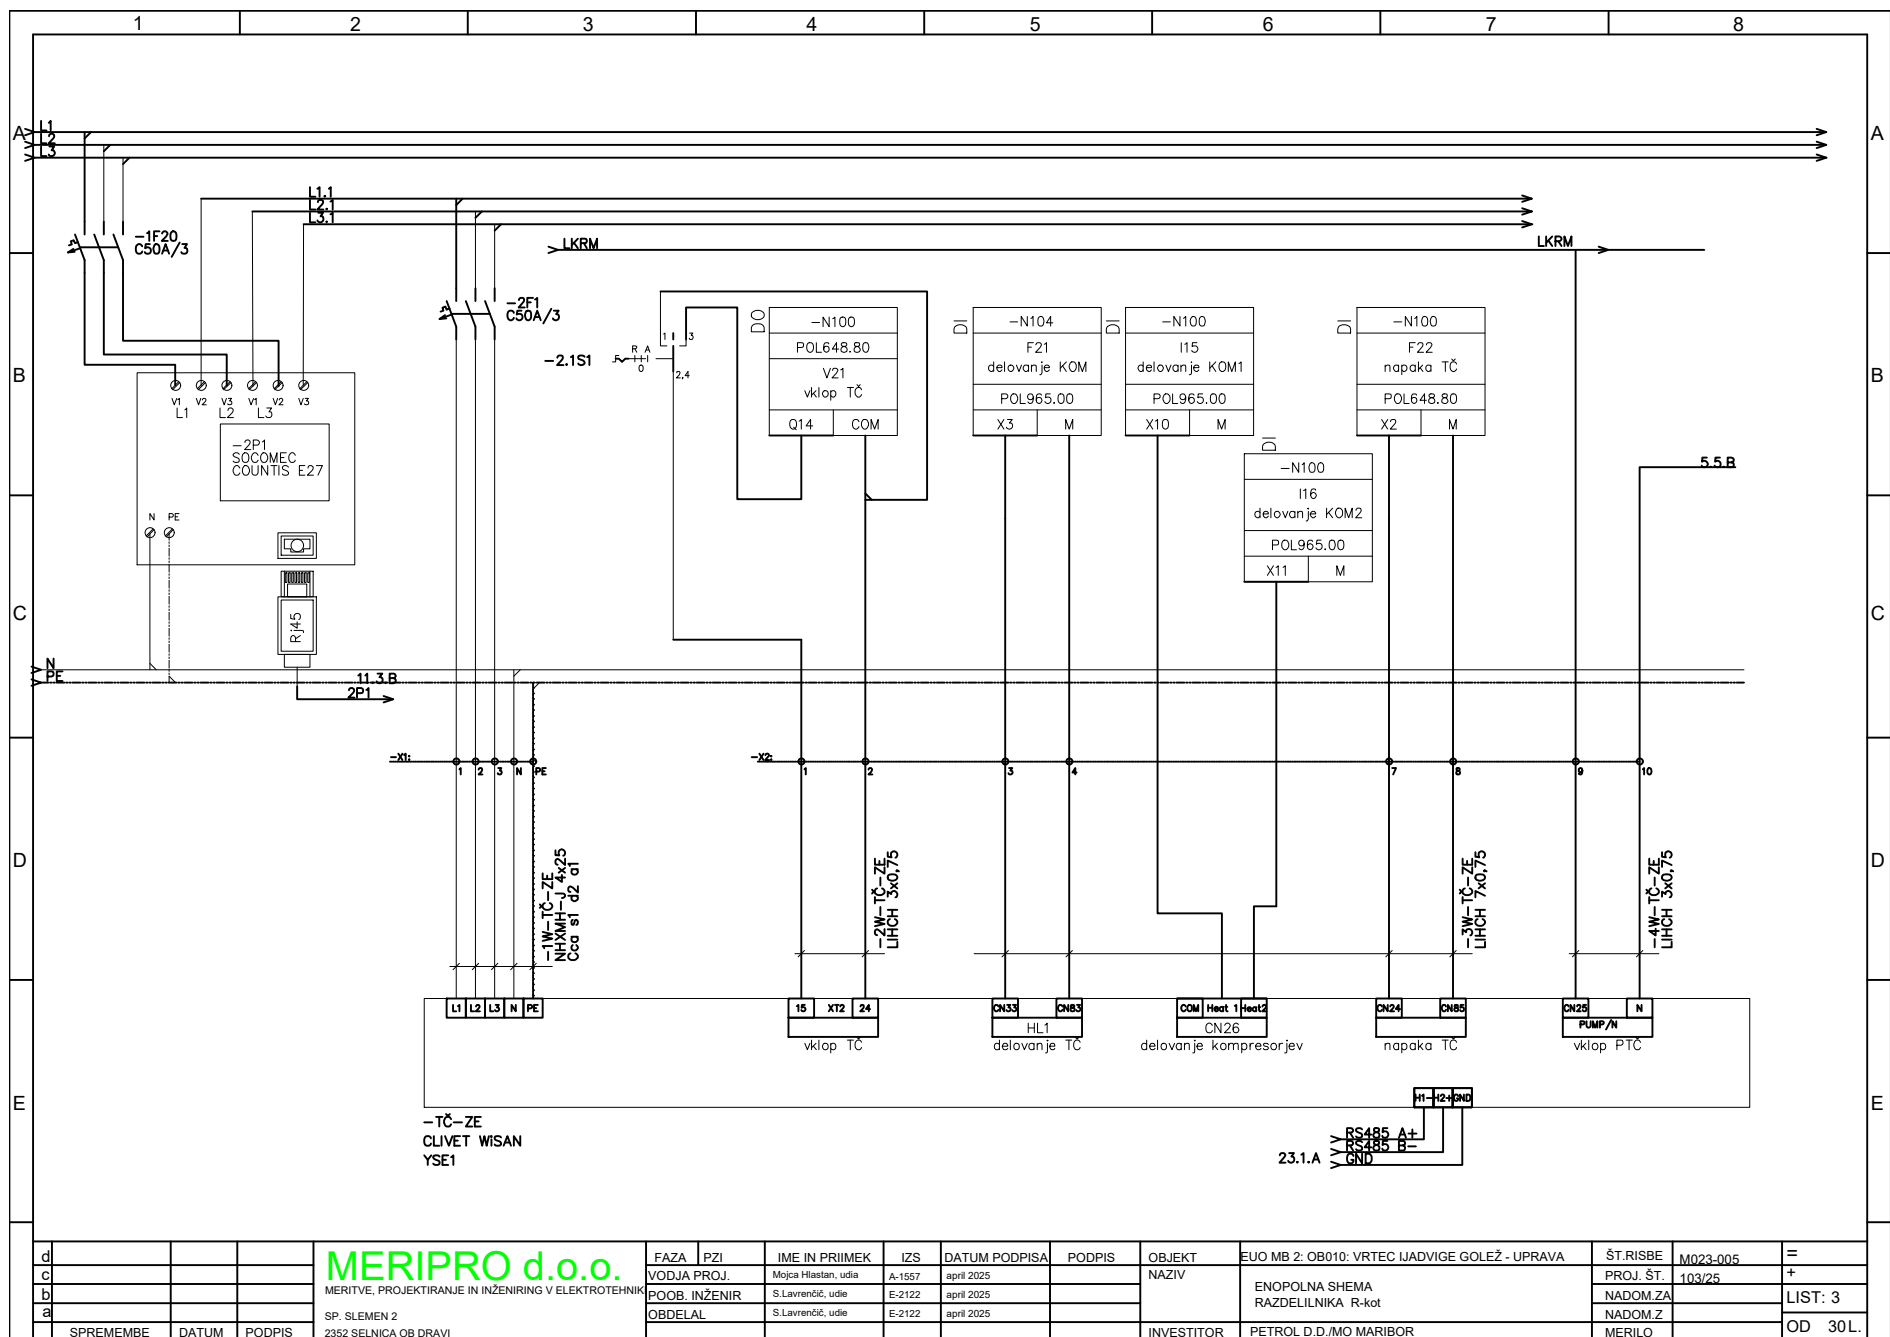 1 2 3 4 5 6 7 8
A A
L1
L2
L3
L1.1
L2.1
L3.1
-1F20
C50A/3
LKRM LKRM
-2F1
C50A/3
B B
-2.1S1
R A
0
1 3
2,4
DO
-N100
POL648.80
V21
vklop TČ
Q14 COM
DI
-N104
F21
delovanje KOM
POL965.00
X3 M
DI
-N100
I15
delovanje KOM1
POL965.00
X10 M
DI
-N100
F22
napaka TČ
POL648.80
X2 M
DI
-N100
I16
delovanje KOM2
POL965.00
X11 M
5.5.B
V1 V2 V3 V1 V2 V3
L1 L2 L3
-2P1
SOCOMEC
COUNTIS E27
N PE
Rj45
C C
N
PE
11.3.B
2P1
-X1:
1 2 3 N PE
-X2:
1 2 3 4 7 8 9 10
D D
-1W-TČ-ZE
NHXMH-J 4x25
Cca s1 d2 a1
-2W-TČ-ZE
LIHCH 3x0,75
-3W-TČ-ZE
LIHCH 7x0,75
-4W-TČ-ZE
LIHCH 3x0,75
L1 L2 L3 N PE
15 XT2 24
vklop TČ
CN33 CN83
HL1
delovanje TČ
COM Heat 1 Heat2
CN26
delovanje kompresorjev
CN24 CN85
napaka TČ
CN25 N
PUMP/N
vklop PTČ
E E
H1- H2+ GND
-TČ-ZE
CLIVET WiSAN
YSE1
RS485 A+
RS485 B-
23.1.A GND
d
c
b
a
SPREMEMBE DATUM PODPIS
MERIPRO d.o.o.
MERITVE, PROJEKTIRANJE IN INŽENIRING V ELEKTROTEHNIK
SP. SLEMEN 2
2352 SELNICA OB DRAVI
FAZA PZI IME IN PRIIMEK IZS DATUM PODPISA PODPIS
VODJA PROJ. Mojca Hlastan, udia A-1557 april 2025
POOB. INŽENIR S.Lavrenčič, udie E-2122 april 2025
OBDELAL S.Lavrenčič, udie E-2122 april 2025
OBJEKT EUO MB 2: OB010: VRTEC IJADVIGE GOLEŽ - UPRAVA
NAZIV
ENOPOLNA SHEMA
RAZDELILNIKA R-kot
INVESTITOR PETROL D.D./MO MARIBOR
ŠT.RISBE M023-005
PROJ. ŠT. 103/25
NADOM.ZA
NADOM.Z
MERILO
=
+
LIST: 3
OD 30L.